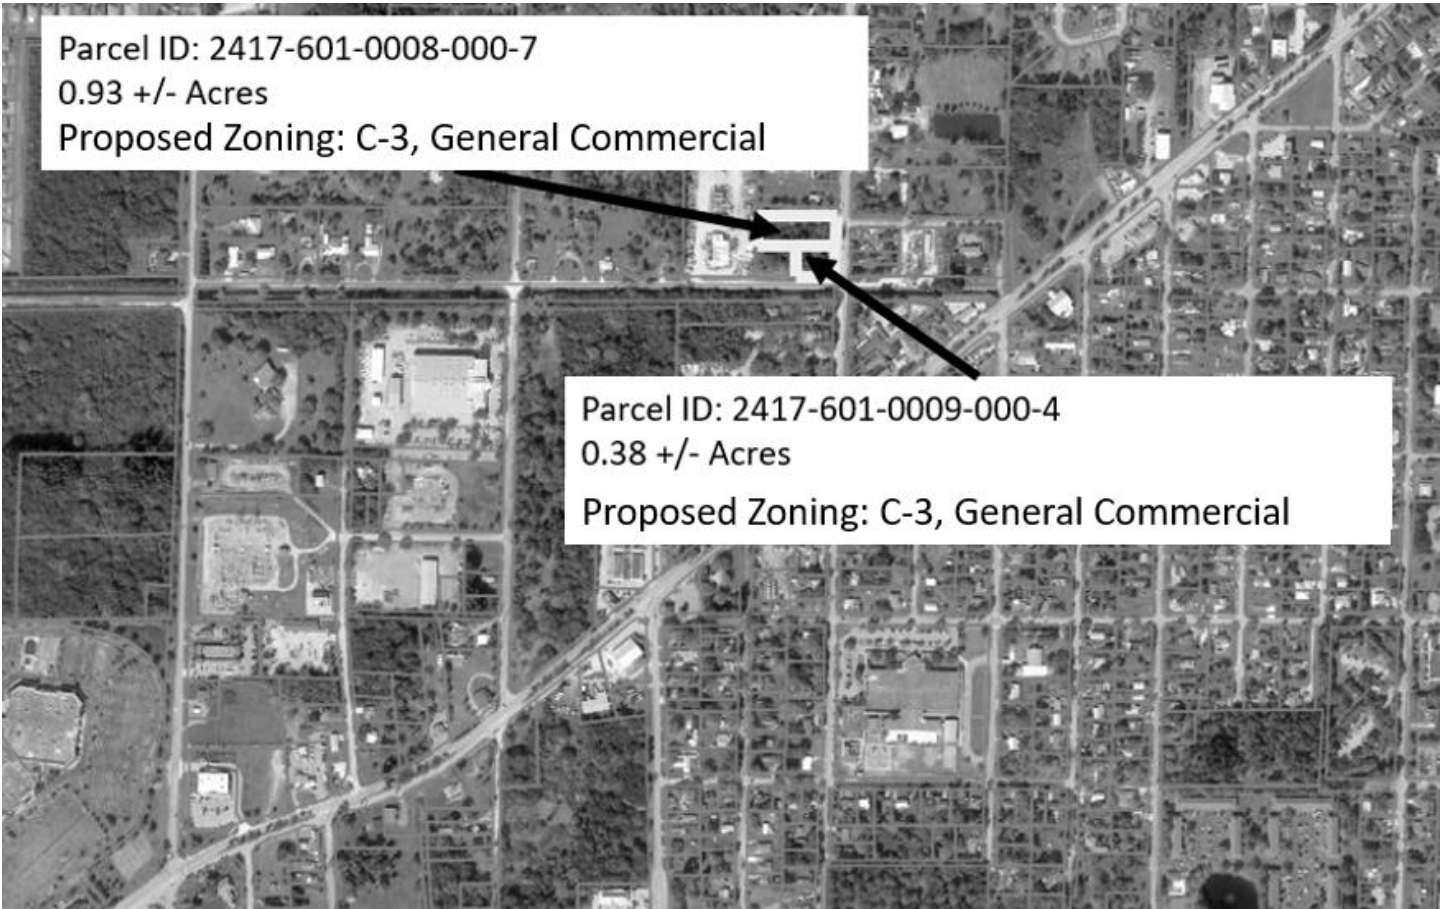 Parcel ID: 2417-601-0008-000-7
0.93 +/- Acres
Proposed Zoning: C-3, General Commercial
Parcel ID: 2417-601-0009-000-4
0.38 +/- Acres
Proposed Zoning: C-3, General Commercial